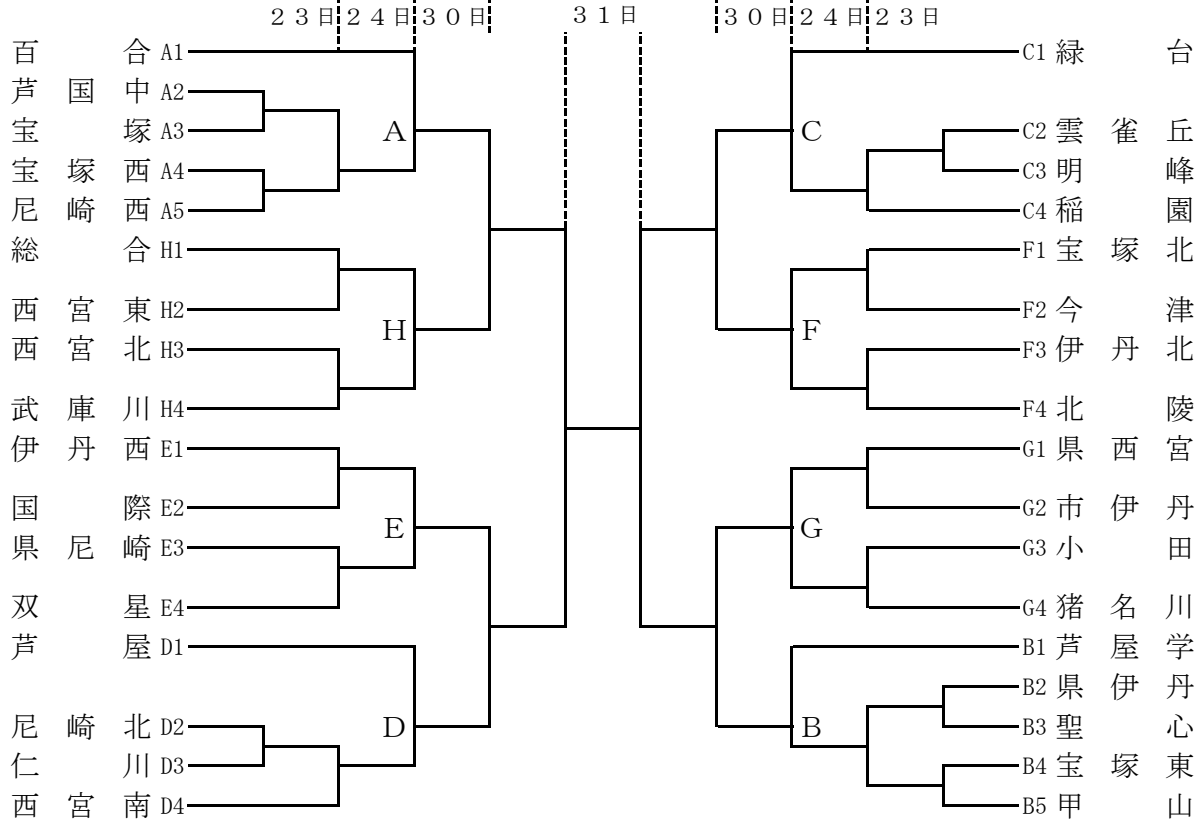 23日 24日 30日 31日 30日 24日 23日
百合 A1 C1 緑台
芦国中 A2
宝塚 A3 A C C2 雲雀丘
宝塚西 A4 C3 明峰
尼崎西 A5 C4 稲園
総合 H1 F1 宝塚北
西宮東 H2 F2 今津
H F
西宮北 H3 F3 伊丹北
武庫川 H4 F4 北陵
伊丹西 E1 G1 県西宮
国際 E2 G2 市伊丹
E G
県尼崎 E3 G3 小田
双星 E4 G4 猪名川
芦屋 D1 B1 芦屋学
B2 県伊丹
尼崎北 D2 D B B3 聖心
仁川 D3 B4 宝塚東
西宮南 D4 B5 甲山